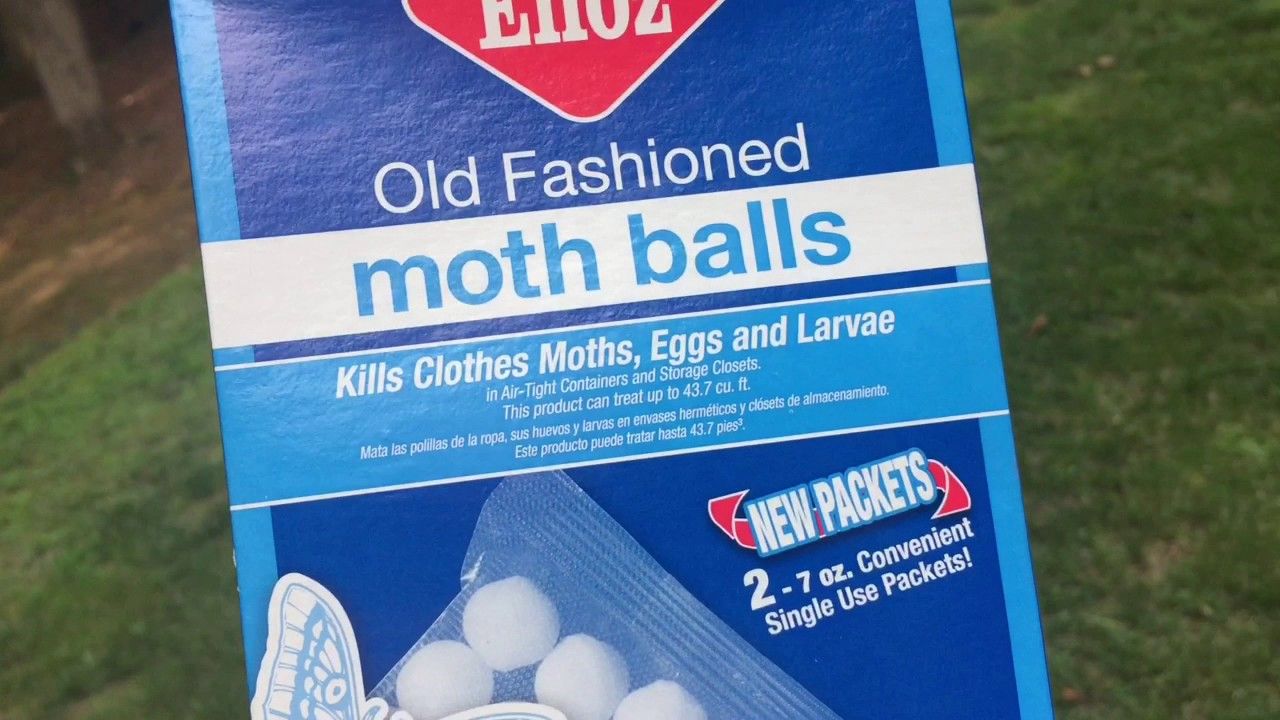 Enoz
Old Fashioned
moth balls
Kills Clothes Moths, Eggs and Larvae
in Air-Tight Containers and Storage Closets.
This product can treat up to 43.7 cu. ft.
Mata las polillas de la ropa, sus huevos y larvas en envases herméticos y clósets de almacenamiento.
Este producto puede tratar hasta 43.7 pies³.
NEW PACKETS
2 - 7 oz. Convenient
Single Use Packets!